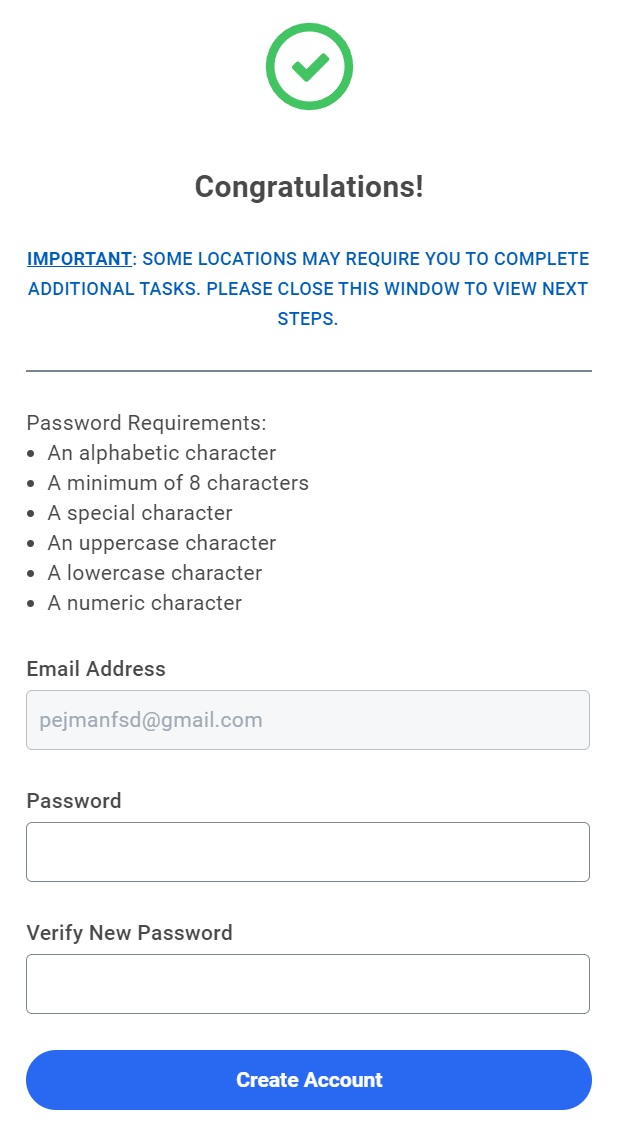 Congratulations!
IMPORTANT: SOME LOCATIONS MAY REQUIRE YOU TO COMPLETE
ADDITIONAL TASKS. PLEASE CLOSE THIS WINDOW TO VIEW NEXT
STEPS.
Password Requirements:
• An alphabetic character
• A minimum of 8 characters
• A special character
• An uppercase character
• A lowercase character
• A numeric character
Email Address
pejmanfsd@gmail.com
Password
Verify New Password
Create Account